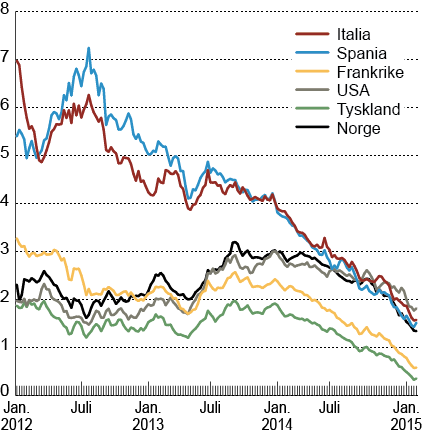 8
7
6
5
4
3
2
1
0
Italia
Spania
Frankrike
USA
Tyskland
Norge
Jan. Juli Jan. Juli Jan. Juli Jan.
2012 2013 2014 2015